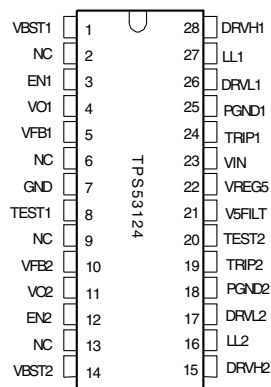 VBST1 1 28 DRVH1
NC 2 27 LL1
EN1 3 26 DRVL1
VO1 4 25 PGND1
VFB1 5 24 TRIP1
NC 6 23 VIN
GND 7 22 VREG5
TEST1 8 21 V5FILT
NC 9 20 TEST2
VFB2 10 19 TRIP2
VO2 11 18 PGND2
EN2 12 17 DRVL2
NC 13 16 LL2
VBST2 14 15 DRVH2
TPS53124